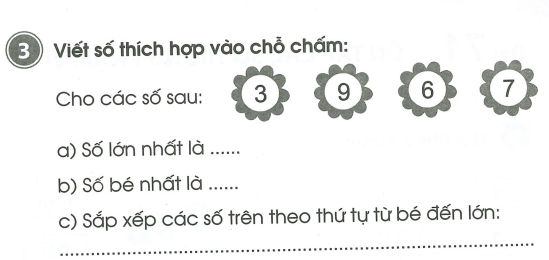 3 Viết số thích hợp vào chỗ chấm:
Cho các số sau: 3 9 6 7
a) Số lớn nhất là ......
b) Số bé nhất là ......
c) Sắp xếp các số trên theo thứ tự từ bé đến lớn:
................................................................................